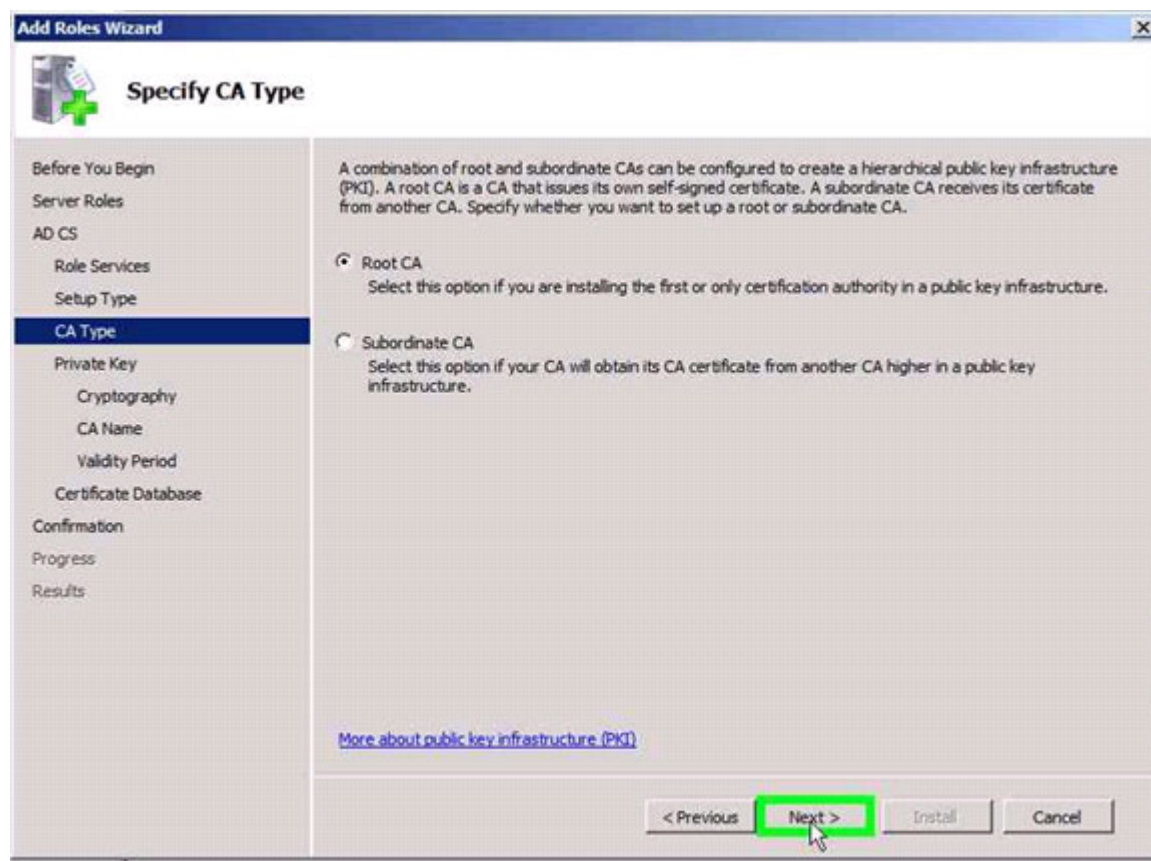 Add Roles Wizard
Specify CA Type
Before You Begin
Server Roles
AD CS
Role Services
Setup Type
CA Type
Private Key
Cryptography
CA Name
Validity Period
Certificate Database
Confirmation
Progress
Results
A combination of root and subordinate CAs can be configured to create a hierarchical public key infrastructure
(PKI). A root CA is a CA that issues its own self-signed certificate. A subordinate CA receives its certificate
from another CA. Specify whether you want to set up a root or subordinate CA.
Root CA
Select this option if you are installing the first or only certification authority in a public key infrastructure.
Subordinate CA
Select this option if your CA will obtain its CA certificate from another CA higher in a public key
infrastructure.
More about public key infrastructure (PKI)
< Previous
Next >
Install
Cancel